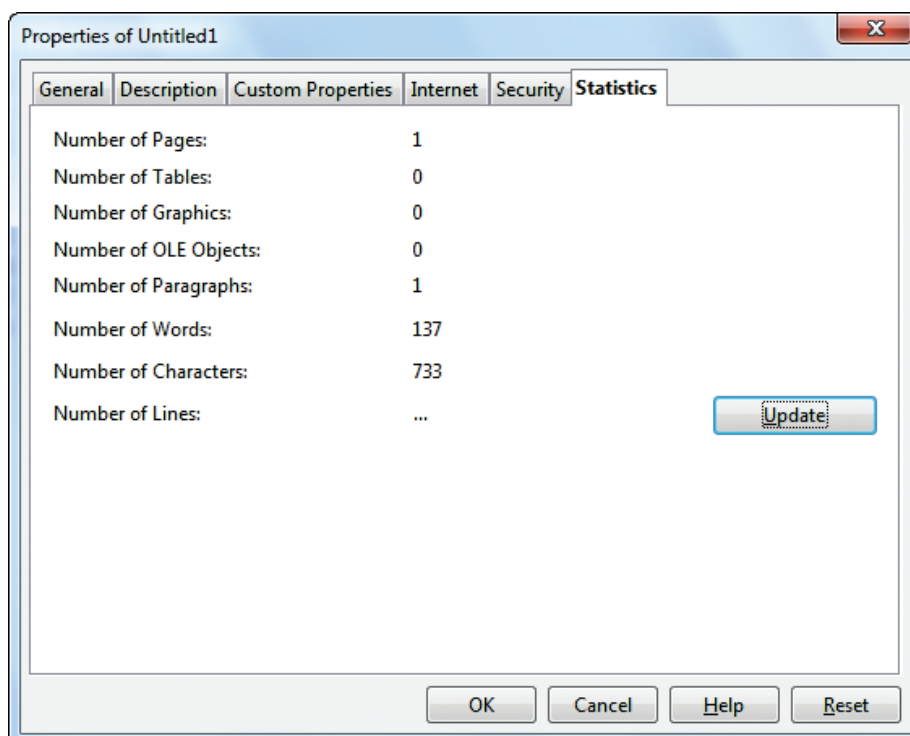 Properties of Untitled1
X
General Description Custom Properties Internet Security Statistics
Number of Pages: 1
Number of Tables: 0
Number of Graphics: 0
Number of OLE Objects: 0
Number of Paragraphs: 1
Number of Words: 137
Number of Characters: 733
Number of Lines: ... Update
OK Cancel Help Reset